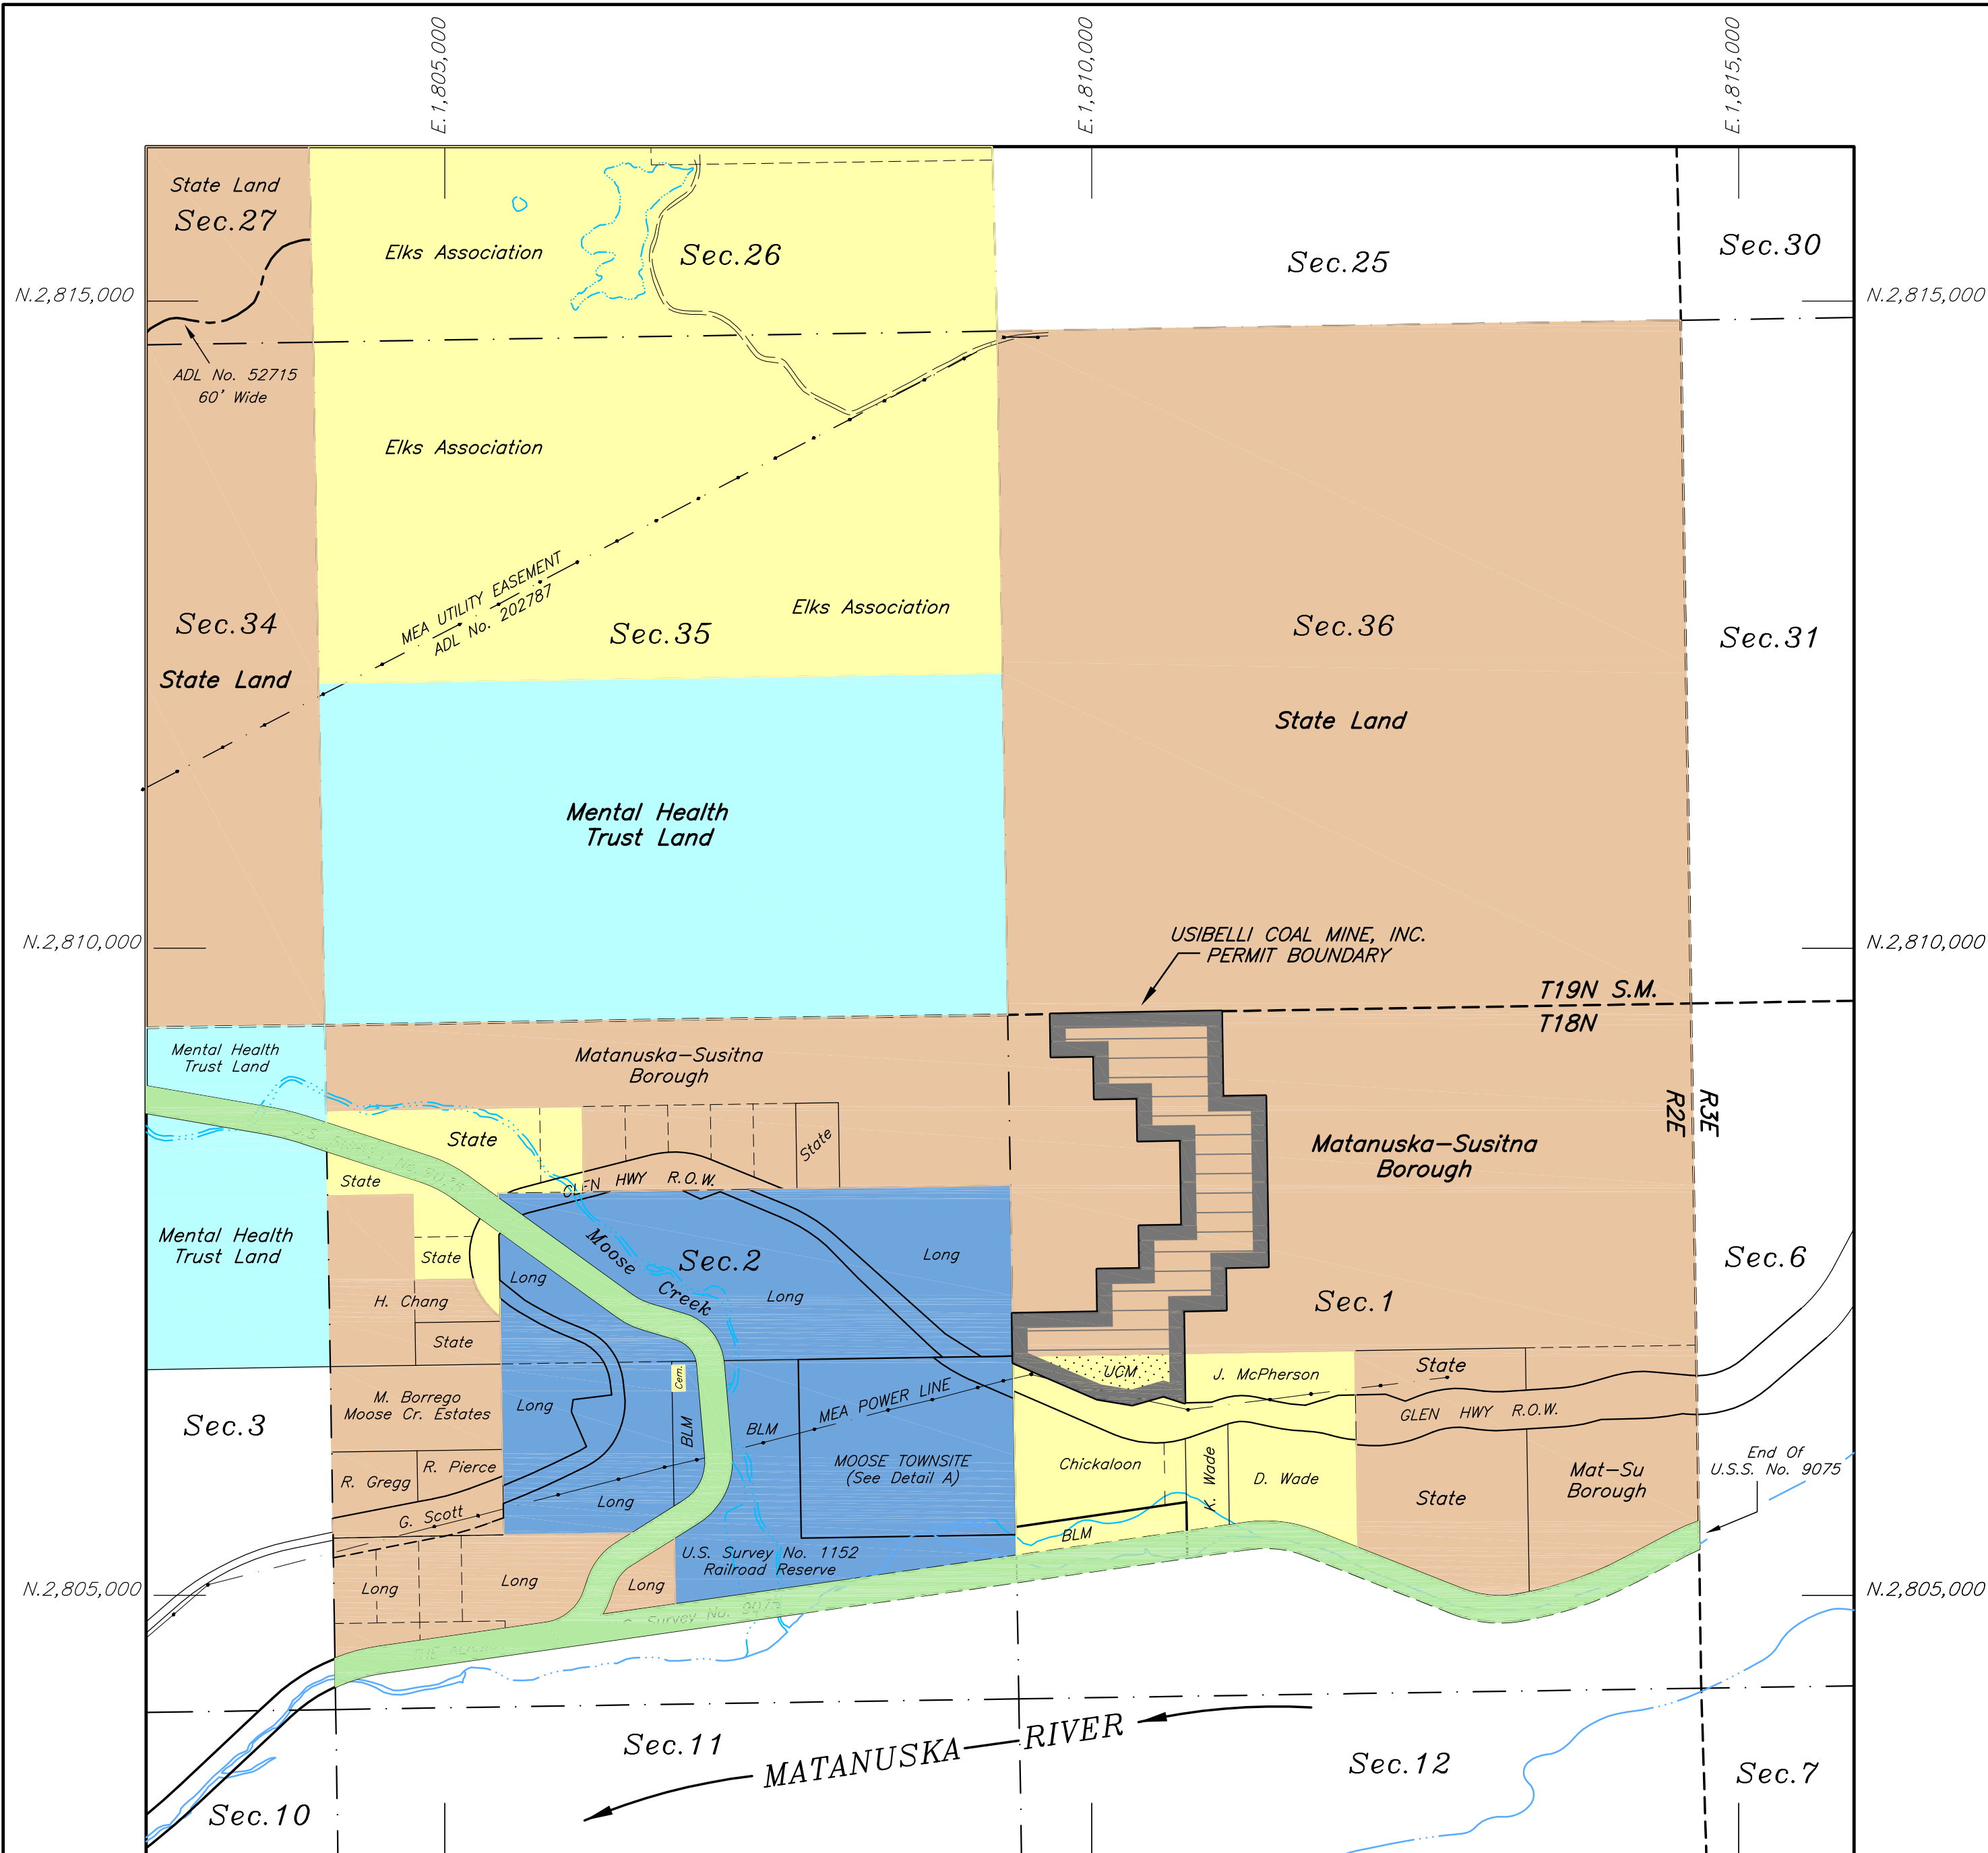 E.1,805,000
E.1,810,000
E.1,815,000
State Land
Sec.27
Elks Association
Sec.26
Sec.25
Sec.30
N.2,815,000
N.2,815,000
ADL No. 52715
60' Wide
Elks Association
MEA UTILITY EASEMENT
ADL No. 202787
Elks Association
Sec.34
Sec.35
Sec.36
Sec.31
State Land
State Land
Mental Health
Trust Land
USIBELLI COAL MINE, INC.
PERMIT BOUNDARY
N.2,810,000
N.2,810,000
T19N S.M.
T18N
R2E
R3E
Mental Health
Trust Land
Matanuska-Susitna
Borough
State
State
State
GLEN HWY R.O.W.
Matanuska-Susitna
Borough
Mental Health
Trust Land
State
Moose
Creek
Sec.2
Long
Long
Long
Sec.6
Sec.1
H. Chang
State
UCM
J. McPherson
State
Cem.
M. Borrego
Moose Cr. Estates
Long
BLM
BLM
MEA POWER LINE
GLEN HWY R.O.W.
Sec.3
MOOSE TOWNSITE
(See Detail A)
Chickaloon
K. Wade
D. Wade
State
Mat-Su
Borough
End Of
U.S.S. No. 9075
R. Gregg
R. Pierce
G. Scott
Long
BLM
U.S. Survey No. 1152
Railroad Reserve
Long
Long
Long
N.2,805,000
N.2,805,000
Survey No. 9073
Sec.11
MATANUSKA RIVER
Sec.12
Sec.7
Sec.10